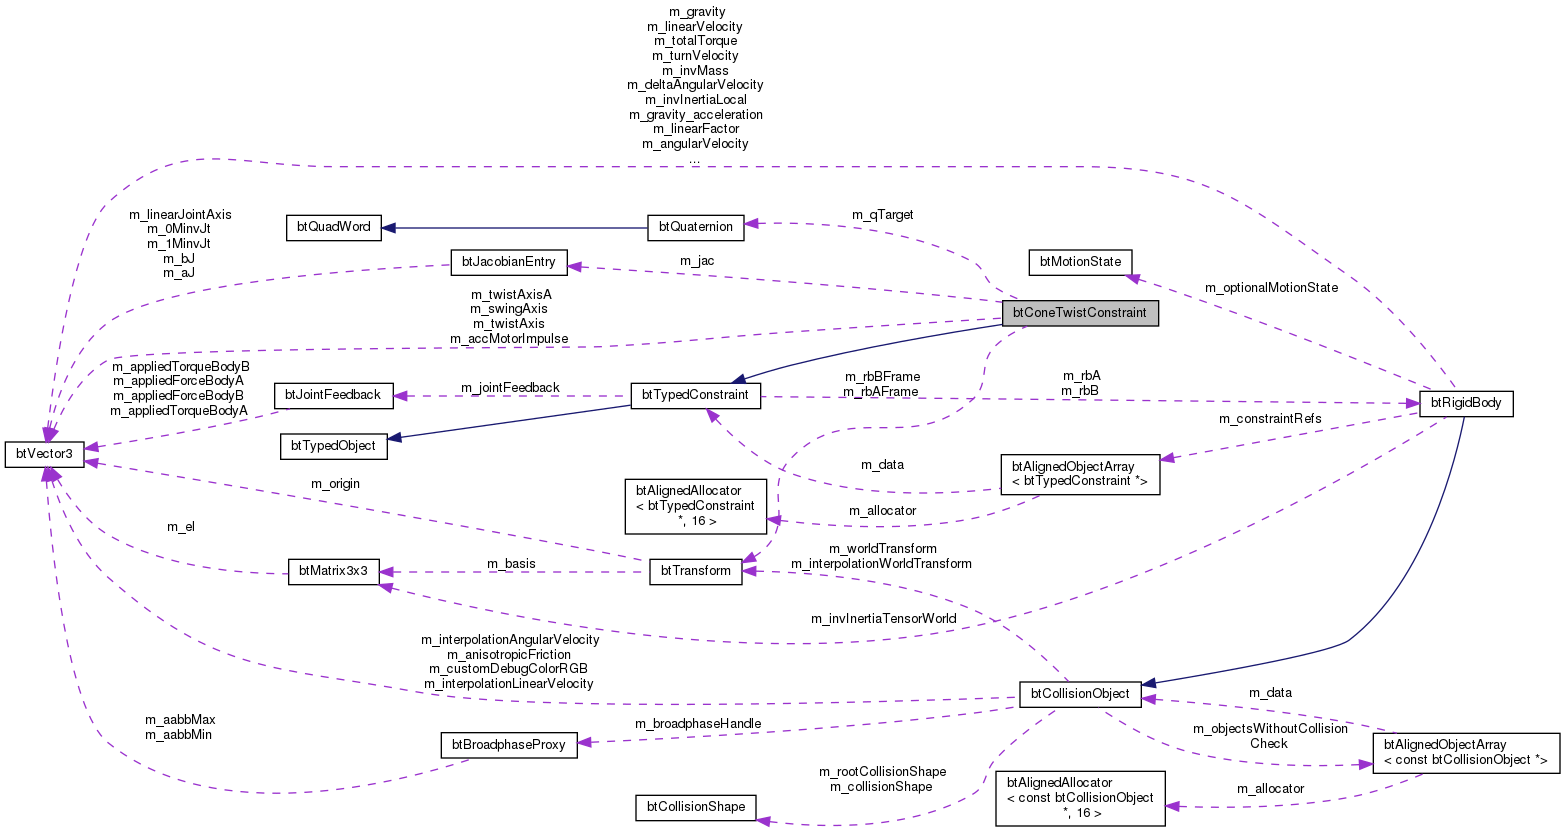 m_gravity
m_linearVelocity
m_totalTorque
m_turnVelocity
m_invMass
m_deltaAngularVelocity
m_invInertiaLocal
m_gravity_acceleration
m_linearFactor
m_angularVelocity
...
m_linearJointAxis
m_0MinvJt
m_1MinvJt
m_bJ
m_aJ
btQuadWord
btQuaternion
m_qTarget
btJacobianEntry
m_jac
btMotionState
m_optionalMotionState
btConeTwistConstraint
m_twistAxisA
m_swingAxis
m_twistAxis
m_accMotorImpulse
m_appliedTorqueBodyB
m_appliedForceBodyA
m_appliedForceBodyB
m_appliedTorqueBodyA
btJointFeedback
m_jointFeedback
btTypedConstraint
m_rbBFrame
m_rbAFrame
m_rbA
m_rbB
btRigidBody
btVector3
btTypedObject
m_constraintRefs
m_data
btAlignedObjectArray
< btTypedConstraint *>
m_origin
btAlignedAllocator
< btTypedConstraint
*, 16 >
m_allocator
m_el
btMatrix3x3
m_basis
btTransform
m_worldTransform
m_interpolationWorldTransform
m_invInertiaTensorWorld
m_interpolationAngularVelocity
m_anisotropicFriction
m_customDebugColorRGB
m_interpolationLinearVelocity
btCollisionObject
m_data
m_aabbMax
m_aabbMin
btBroadphaseProxy
m_broadphaseHandle
m_objectsWithoutCollision
Check
btAlignedObjectArray
< const btCollisionObject *>
m_rootCollisionShape
m_collisionShape
btCollisionShape
btAlignedAllocator
< const btCollisionObject
*, 16 >
m_allocator